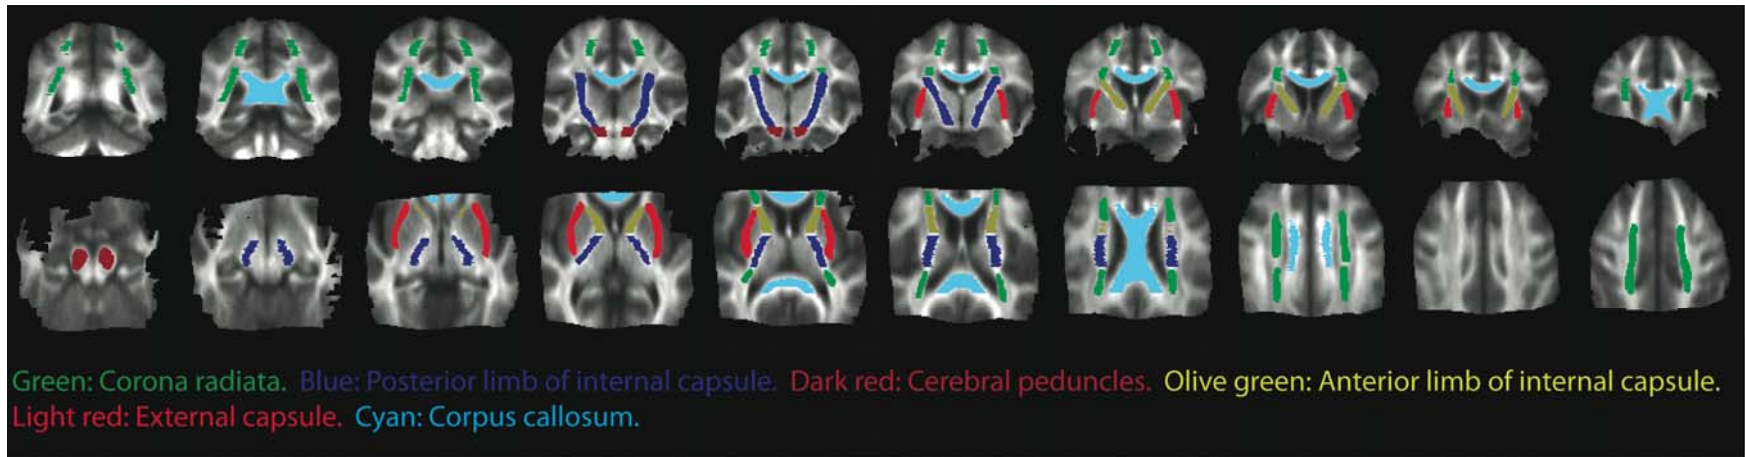 Green: Corona radiata. Blue: Posterior limb of internal capsule. Dark red: Cerebral peduncles. Olive green: Anterior limb of internal capsule.
Light red: External capsule. Cyan: Corpus callosum.